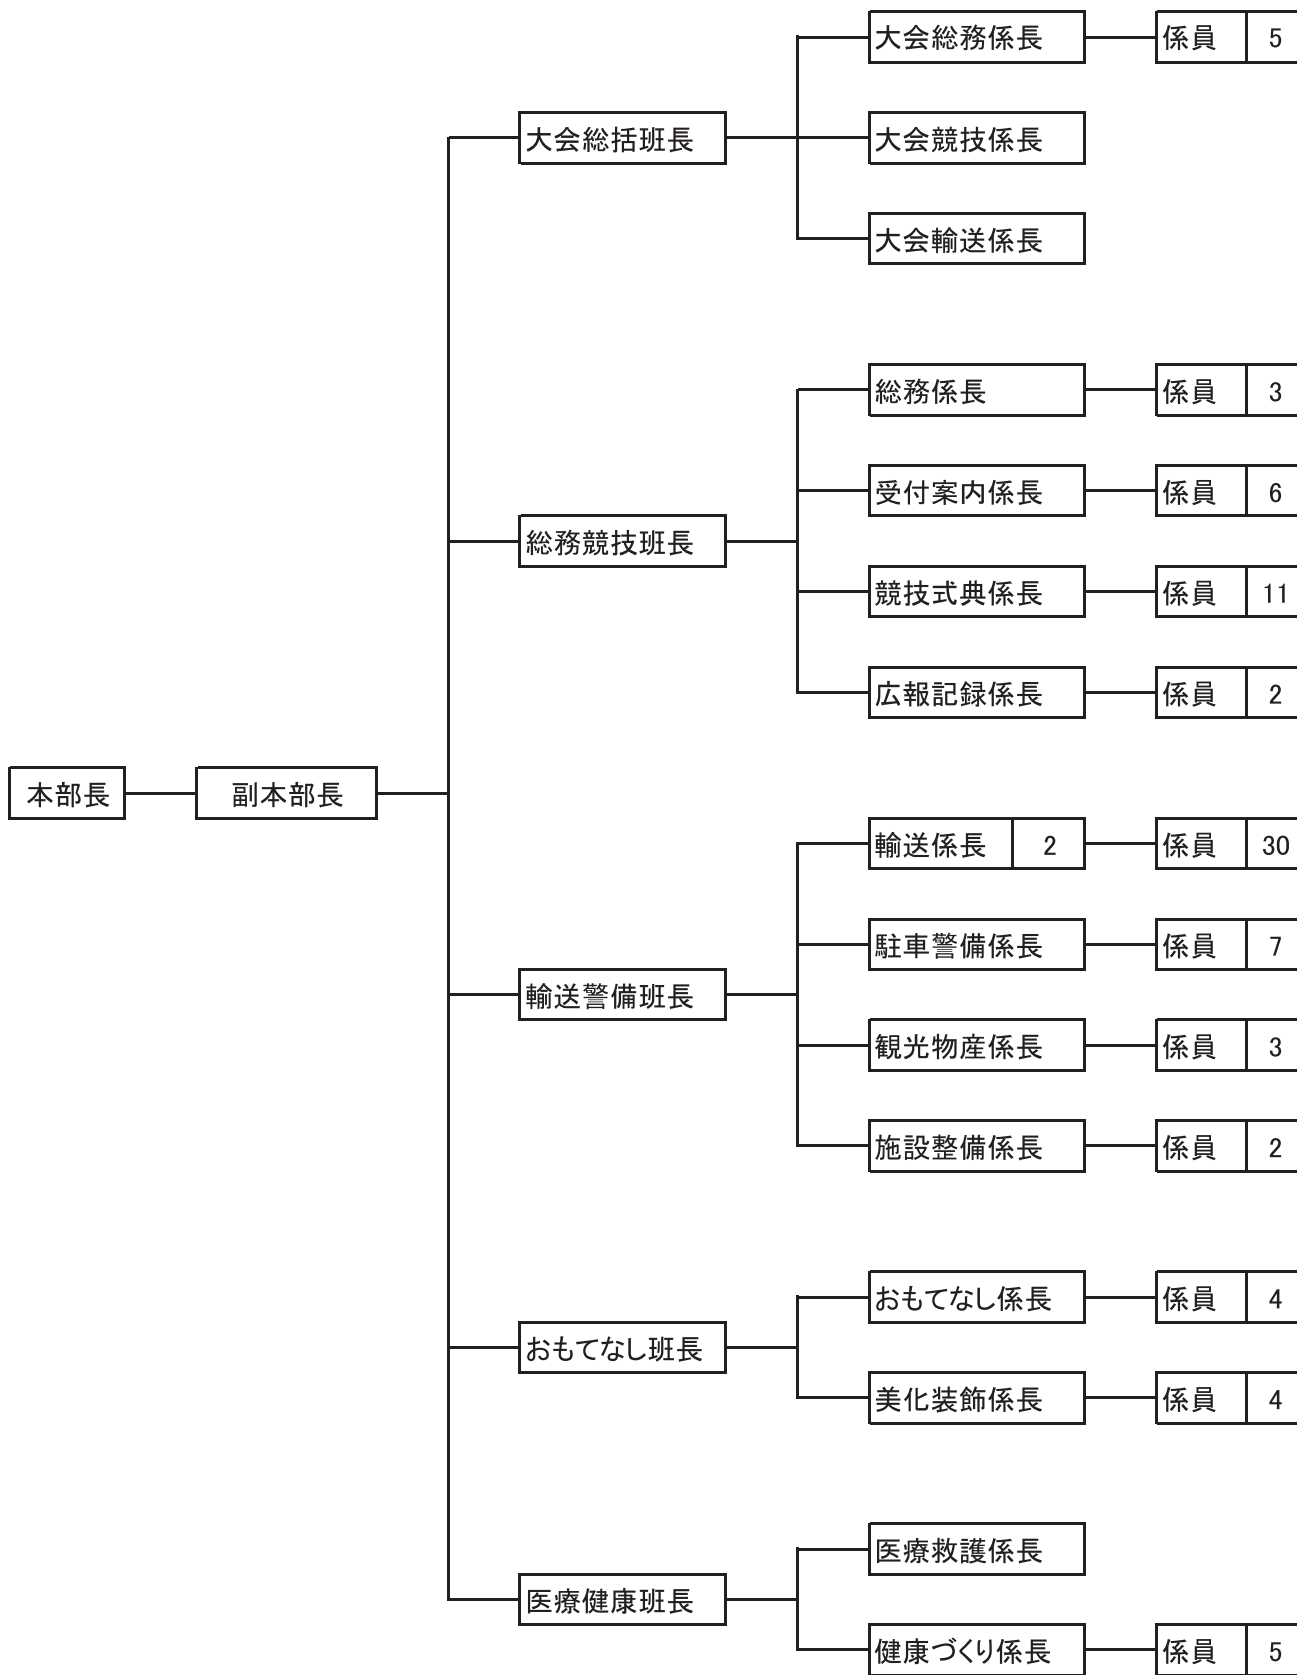 大会総務係長 係員 5
大会総括班長 大会競技係長
大会輸送係長
総務係長 係員 3
受付案内係長 係員 6
総務競技班長
競技式典係長 係員 11
広報記録係長 係員 2
本部長 副本部長
輸送係長 2 係員 30
駐車警備係長 係員 7
輸送警備班長
観光物産係長 係員 3
施設整備係長 係員 2
おもてなし係長 係員 4
おもてなし班長
美化装飾係長 係員 4
医療救護係長
医療健康班長
健康づくり係長 係員 5